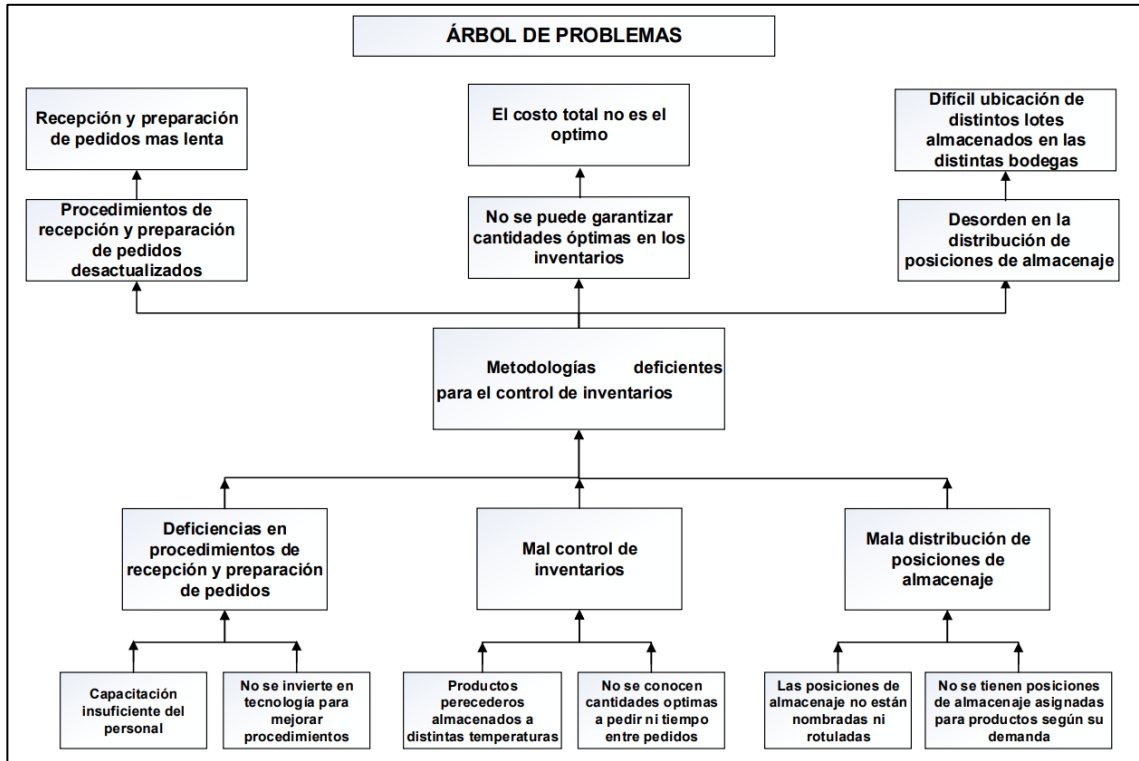 ÁRBOL DE PROBLEMAS
Recepción y preparación
de pedidos mas lenta
El costo total no es el
optimo
Difícil ubicación de
distintos lotes
almacenados en las
distintas bodegas
Procedimientos de
recepción y preparación
de pedidos
desactualizados
No se puede garantizar
cantidades óptimas en los
inventarios
Desorden en la
distribución de
posiciones de almacenaje
Metodologías deficientes
para el control de inventarios
Deficiencias en
procedimientos de
recepción y preparación
de pedidos
Mal control de
inventarios
Mala distribución de
posiciones de
almacenaje
Capacitación
insuficiente del
personal
No se invierte en
tecnología para
mejorar
procedimientos
Productos
perecederos
almacenados a
distintas temperaturas
No se conocen
cantidades optimas
a pedir ni tiempo
entre pedidos
Las posiciones de
almacenaje no están
nombradas ni
rotuladas
No se tienen posiciones
de almacenaje asignadas
para productos según su
demanda